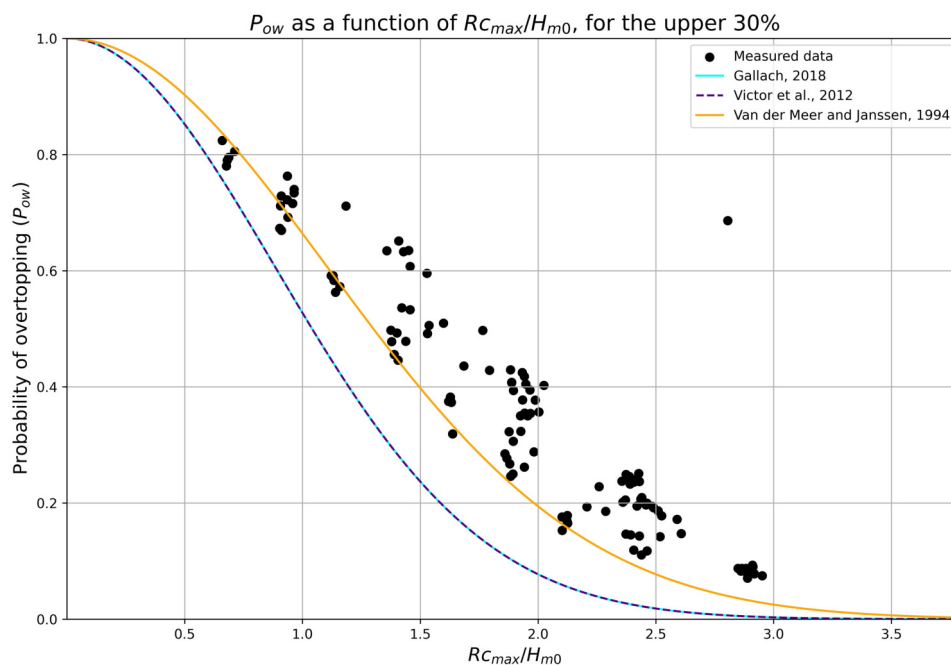 P_ow as a function of Rc_max/H_m0, for the upper 30%
Probability of overtopping (P_ow)
1.0
0.8
0.6
0.4
0.2
0.0
Measured data
Gallach, 2018
Victor et al., 2012
Van der Meer and Janssen, 1994
0.5 1.0 1.5 2.0 2.5 3.0 3.5
Rc_max/H_m0